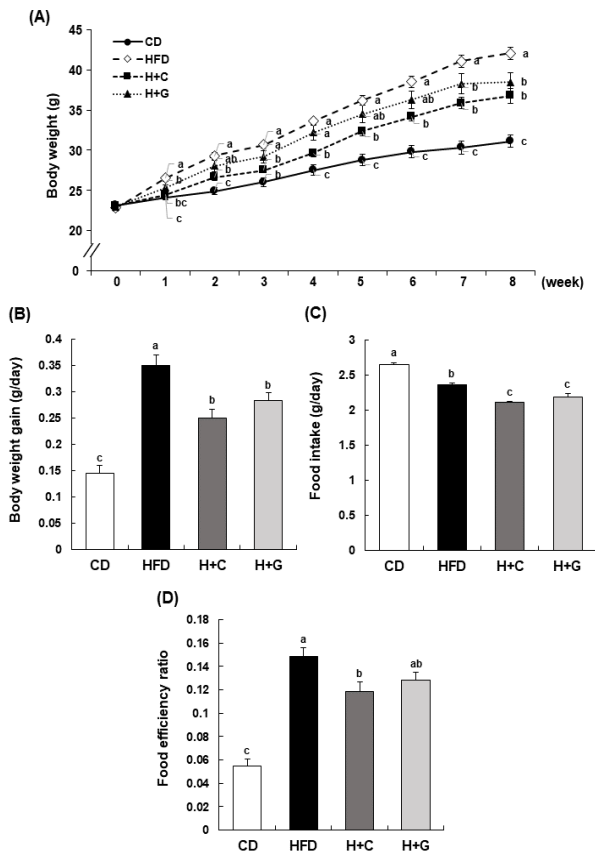 (A)
CD
HFD
H+C
H+G
Body weight (g)
45
40
35
30
25
20
0
a
b
bc
c
a
ab
b
c
a
b
b
c
a
a
b
c
a
a
b
c
a
ab
b
c
a
b
b
c
a
b
b
c
0 1 2 3 4 5 6 7 8 (week)
(B)
Body weight gain (g/day)
0.4
0.35
0.3
0.25
0.2
0.15
0.1
0.05
0
c a b b
CD HFD H+C H+G
(C)
Food intake (g/day)
3
2.5
2
1.5
1
0.5
0
a b c c
CD HFD H+C H+G
(D)
Food efficiency ratio
0.18
0.16
0.14
0.12
0.1
0.08
0.06
0.04
0.02
0
c a b ab
CD HFD H+C H+G